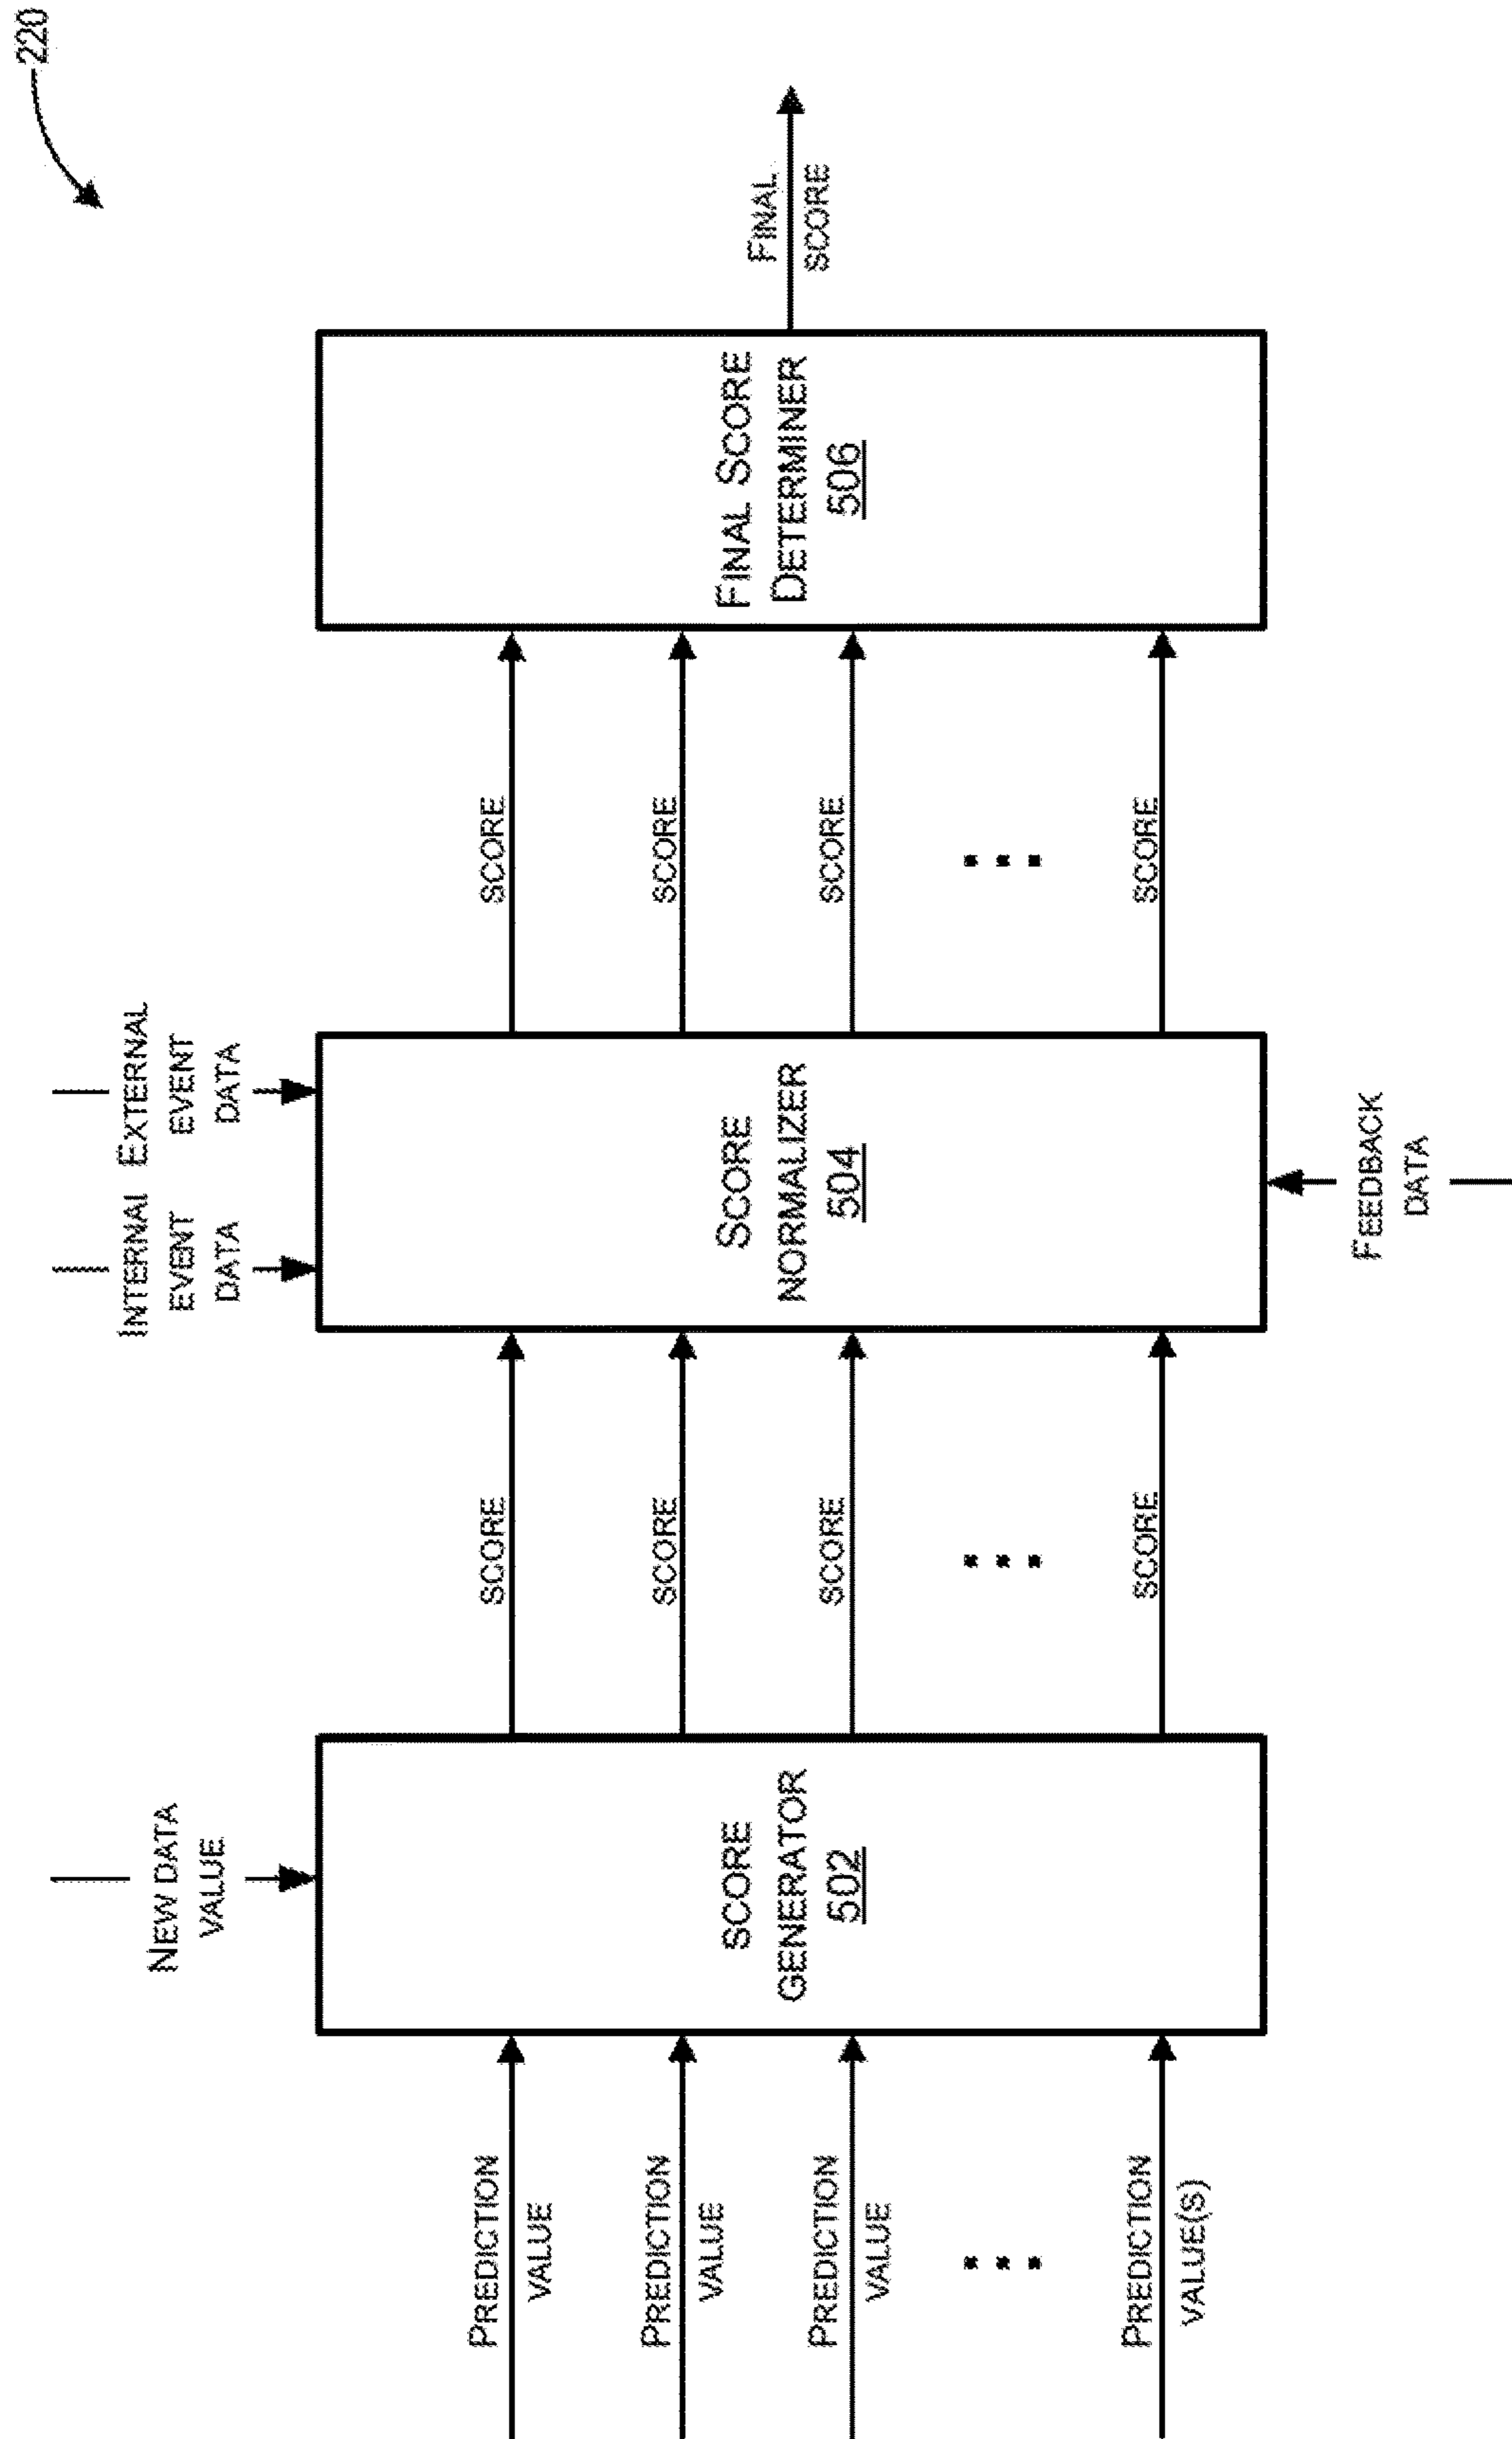 220
NEW DATA
VALUE
INTERNAL
EVENT
DATA
EXTERNAL
EVENT
DATA
PREDICTION
VALUE
PREDICTION
VALUE
PREDICTION
VALUE
PREDICTION
VALUE(S)
SCORE
GENERATOR
502
SCORE
SCORE
SCORE
SCORE
SCORE
NORMALIZER
504
SCORE
SCORE
SCORE
SCORE
FINAL SCORE
DETERMINER
506
FINAL
SCORE
FEEDBACK
DATA